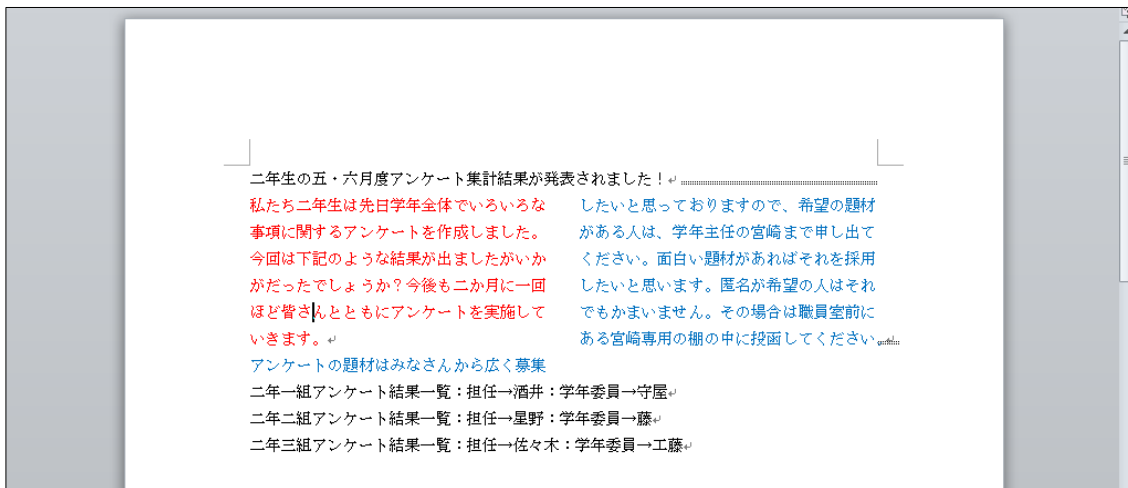 二年生の五・六月度アンケート集計結果が発表されました！
私たち二年生は先日学年全体でいろいろな
事項に関するアンケートを作成しました。
今回は下記のような結果が出ましたがいか
がだったでしょうか？今後も二か月に一回
ほど皆さんとともにアンケートを実施して
いきます。
アンケートの題材はみなさんから広く募集
したいと思っておりますので、希望の題材
がある人は、学年主任の宮崎まで申し出て
ください。面白い題材があればそれを採用
したいと思います。匿名が希望の人はそれ
でもかまいません。その場合は職員室前に
ある宮崎専用の棚の中に投函してください。
二年一組アンケート結果一覧：担任→酒井：学年委員→守屋
二年二組アンケート結果一覧：担任→星野：学年委員→藤
二年三組アンケート結果一覧：担任→佐々木：学年委員→工藤